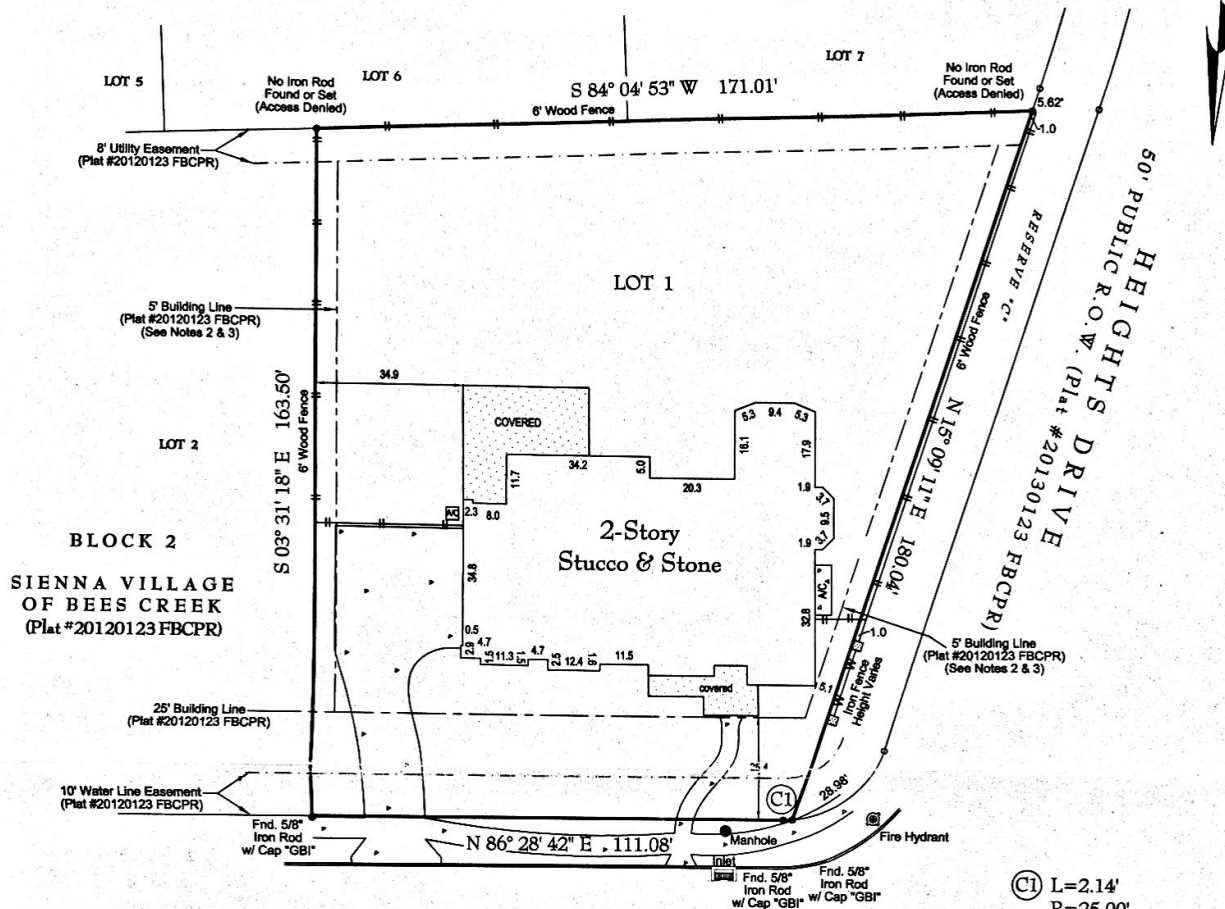 LOT 5
LOT 6
LOT 7
No Iron Rod
Found or Set
(Access Denied)
No Iron Rod
Found or Set
(Access Denied)
S 84° 04' 53" W 171.01'
6' Wood Fence
5.62'
1.0
8' Utility Easement
(Plat #20120123 FBCPR)
LOT 1
5' Building Line
(Plat #20120123 FBCPR)
(See Notes 2 & 3)
S 03° 31' 18" E 163.50'
6' Wood Fence
34.9
COVERED
LOT 2
BLOCK 2
SIENNA VILLAGE
OF BEES CREEK
(Plat #20120123 FBCPR)
A/C
2.3
8.0
11.7
34.2
5.0
20.3
16.1
5.3
9.4
5.3
17.9
1.9
3.7
9.5
3.7
1.9
A/C
32.8
2-Story
Stucco & Stone
34.8
0.5
2.9
4.7
1.5
11.3
1.5
4.7
2.5
12.4
1.6
11.5
covered
15.1
6' Wood Fence
N 15° 09' 11" E 180.04'
RESERVE "C"
HEIGHTS DRIVE
50' PUBLIC R.O.W. (Plat #20130123 FBCPR)
1.0
W
W
Iron Fence
Height Varies
5' Building Line
(Plat #20120123 FBCPR)
(See Notes 2 & 3)
25' Building Line
(Plat #20120123 FBCPR)
10' Water Line Easement
(Plat #20120123 FBCPR)
C1
28.98'
Fnd. 5/8"
Iron Rod
w/ Cap "GBI"
N 86° 28' 42" E 111.08'
Manhole
Fire Hydrant
Inlet
Fnd. 5/8"
Iron Rod
w/ Cap "GBI"
Fnd. 5/8"
Iron Rod
w/ Cap "GBI"
C1 L=2.14'
R=25.00'